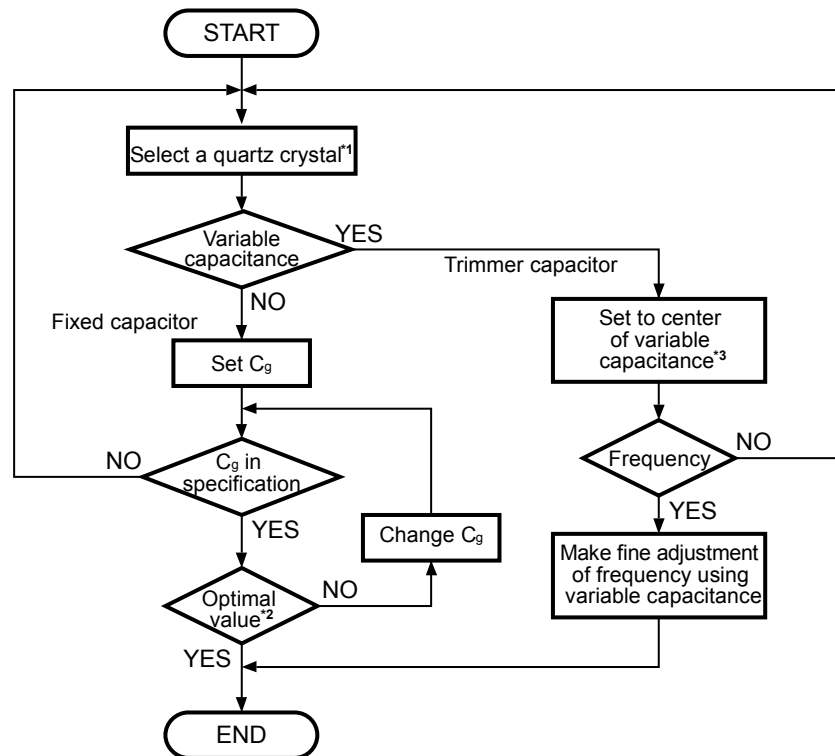 START
Select a quartz crystal*1
Variable
capacitance
YES
Trimmer capacitor
NO
Fixed capacitor
Set Cg
Set to center
of variable
capacitance*3
NO
Cg in
specification
YES
Change Cg
Frequency
NO
YES
Optimal
value*2
NO
YES
Make fine adjustment
of frequency using
variable capacitance
END